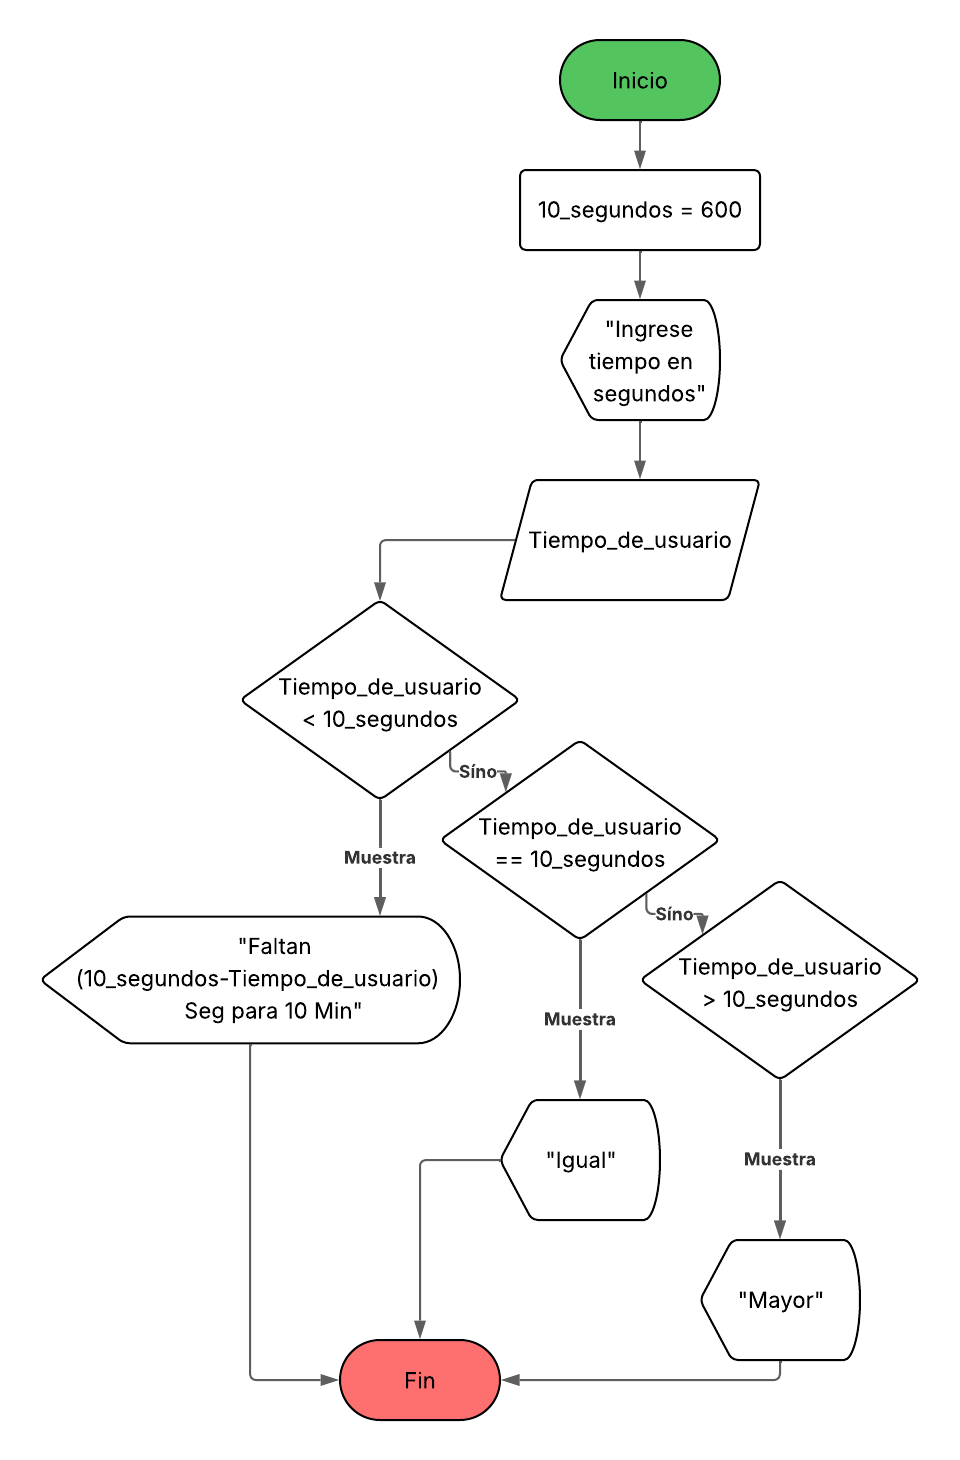 Inicio
10_segundos = 600
"Ingrese
tiempo en
segundos"
Tiempo_de_usuario
Tiempo_de_usuario
< 10_segundos
Síno
Tiempo_de_usuario
== 10_segundos
Síno
Tiempo_de_usuario
> 10_segundos
Muestra
"Faltan
(10_segundos-Tiempo_de_usuario)
Seg para 10 Min"
Muestra
"Igual"
Muestra
"Mayor"
Fin